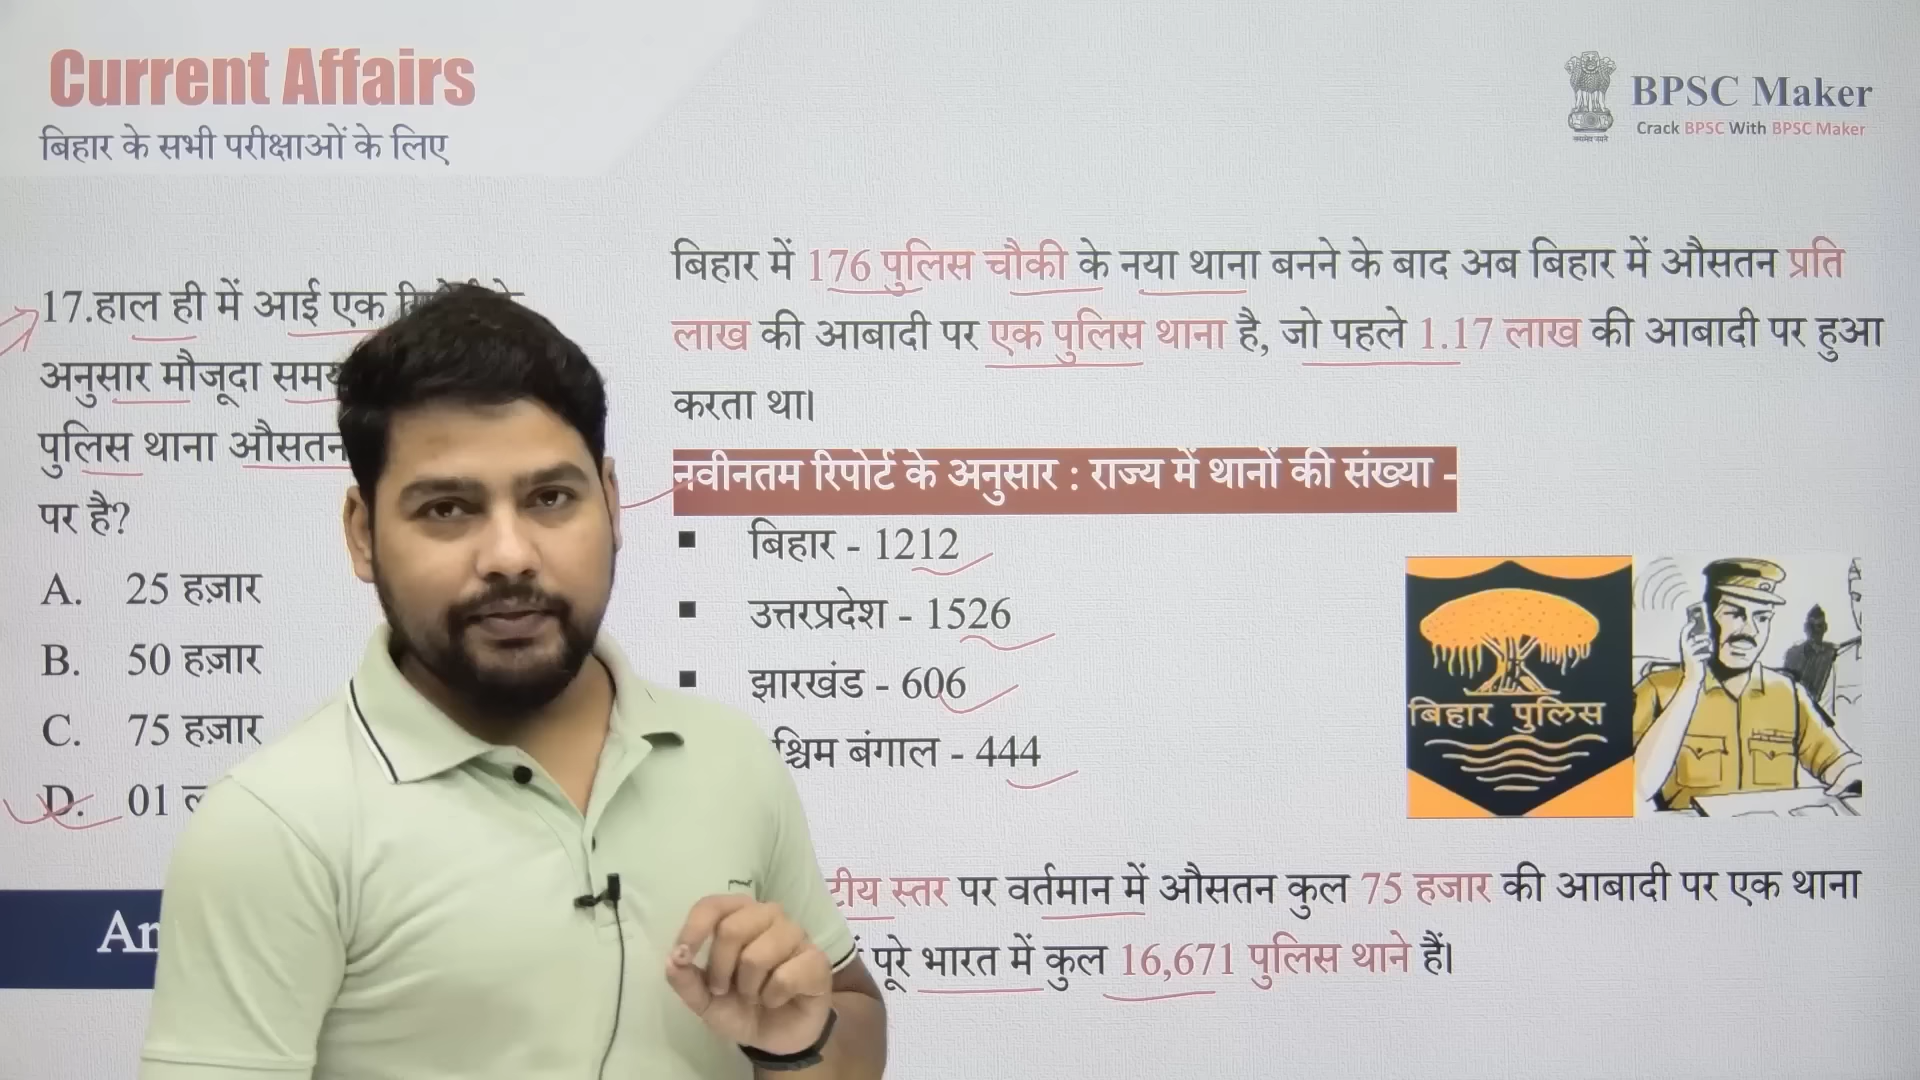 Current Affairs
बिहार के सभी परीक्षाओं के लिए
BPSC Maker
Crack BPSC With BPSC Maker
17.हाल ही में आई एक
अनुसार मौजूदा
पुलिस थाना औसतन
पर है?
A. 25 हज़ार
B. 50 हज़ार
C. 75 हज़ार
D. 01
बिहार में 176 पुलिस चौकी के नया थाना बनने के बाद अब बिहार में औसतन प्रति
लाख की आबादी पर एक पुलिस थाना है, जो पहले 1.17 लाख की आबादी पर हुआ
करता था।
नवीनतम रिपोर्ट के अनुसार : राज्य में थानों की संख्या -
▪ बिहार - 1212
▪ उत्तरप्रदेश - 1526
▪ झारखंड - 606
बंगाल - 444
बिहार पुलिस
स्तर पर वर्तमान में औसतन कुल 75 हजार की आबादी पर एक थाना
पूरे भारत में कुल 16,671 पुलिस थाने हैं।